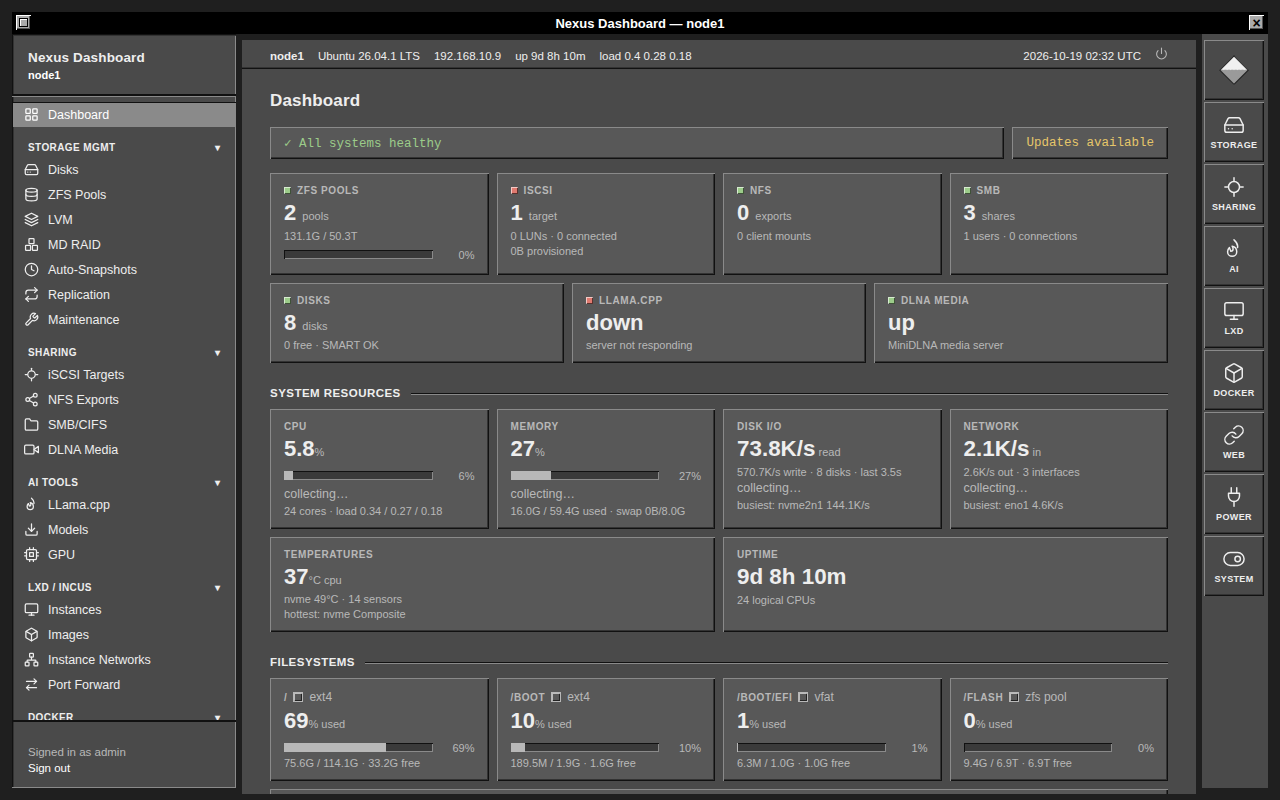 Nexus Dashboard — node1
Nexus Dashboard
node1
Dashboard
STORAGE MGMT ▾
Disks
ZFS Pools
LVM
MD RAID
Auto-Snapshots
Replication
Maintenance
SHARING ▾
iSCSI Targets
NFS Exports
SMB/CIFS
DLNA Media
AI TOOLS ▾
LLama.cpp
Models
GPU
LXD / INCUS ▾
Instances
Images
Instance Networks
Port Forward
DOCKER ▾
Signed in as admin
Sign out
node1 Ubuntu 26.04.1 LTS 192.168.10.9 up 9d 8h 10m load 0.4 0.28 0.18 2026-10-19 02:32 UTC
Dashboard
✓ All systems healthy
Updates available
ZFS POOLS
2 pools
131.1G / 50.3T
0%
ISCSI
1 target
0 LUNs · 0 connected
0B provisioned
NFS
0 exports
0 client mounts
SMB
3 shares
1 users · 0 connections
DISKS
8 disks
0 free · SMART OK
LLAMA.CPP
down
server not responding
DLNA MEDIA
up
MiniDLNA media server
SYSTEM RESOURCES
CPU
5.8%
6%
collecting…
24 cores · load 0.34 / 0.27 / 0.18
MEMORY
27%
27%
collecting…
16.0G / 59.4G used · swap 0B/8.0G
DISK I/O
73.8K/s read
570.7K/s write · 8 disks · last 3.5s
collecting…
busiest: nvme2n1 144.1K/s
NETWORK
2.1K/s in
2.6K/s out · 3 interfaces
collecting…
busiest: eno1 4.6K/s
TEMPERATURES
37°C cpu
nvme 49°C · 14 sensors
hottest: nvme Composite
UPTIME
9d 8h 10m
24 logical CPUs
FILESYSTEMS
/ ext4
69% used
69%
75.6G / 114.1G · 33.2G free
/BOOT ext4
10% used
10%
189.5M / 1.9G · 1.6G free
/BOOT/EFI vfat
1% used
1%
6.3M / 1.0G · 1.0G free
/FLASH zfs pool
0% used
0%
9.4G / 6.9T · 6.9T free
STORAGE
SHARING
AI
LXD
DOCKER
WEB
POWER
SYSTEM